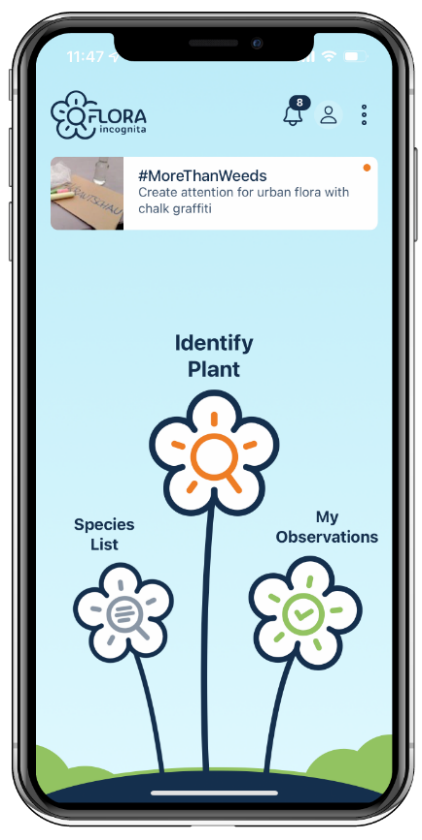 11:47
8
FLORA
incognita
#MoreThanWeeds
Create attention for urban flora with
chalk graffiti
Identify
Plant
Species
List
My
Observations